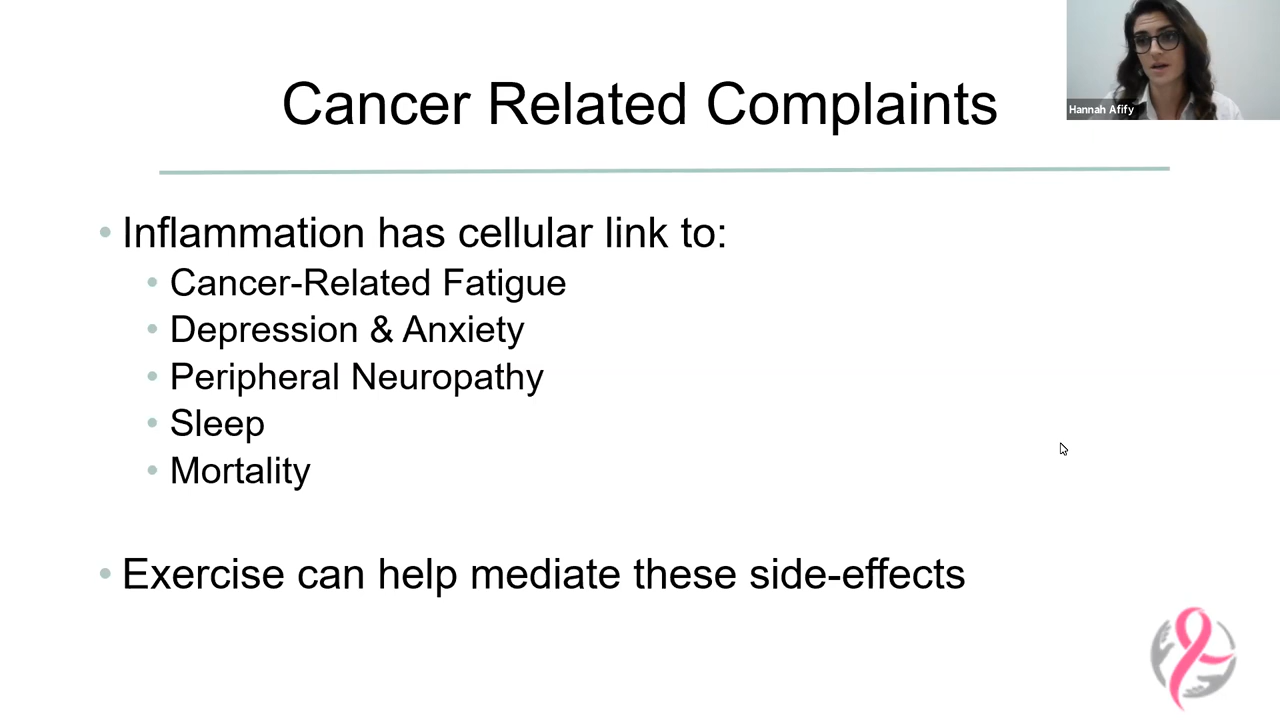 Cancer Related Complaints
Hannah Afify
• Inflammation has cellular link to:
• Cancer-Related Fatigue
• Depression & Anxiety
• Peripheral Neuropathy
• Sleep
• Mortality
• Exercise can help mediate these side-effects